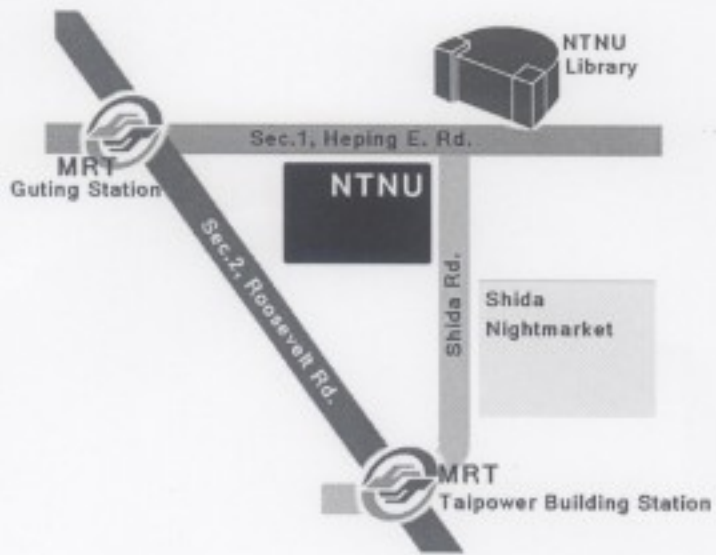 NTNU
Library
Sec.1, Heping E. Rd.
MRT
Guting Station
NTNU
Sec.2, Roosevelt Rd.
Shida Rd.
Shida
Nightmarket
MRT
Taipower Building Station